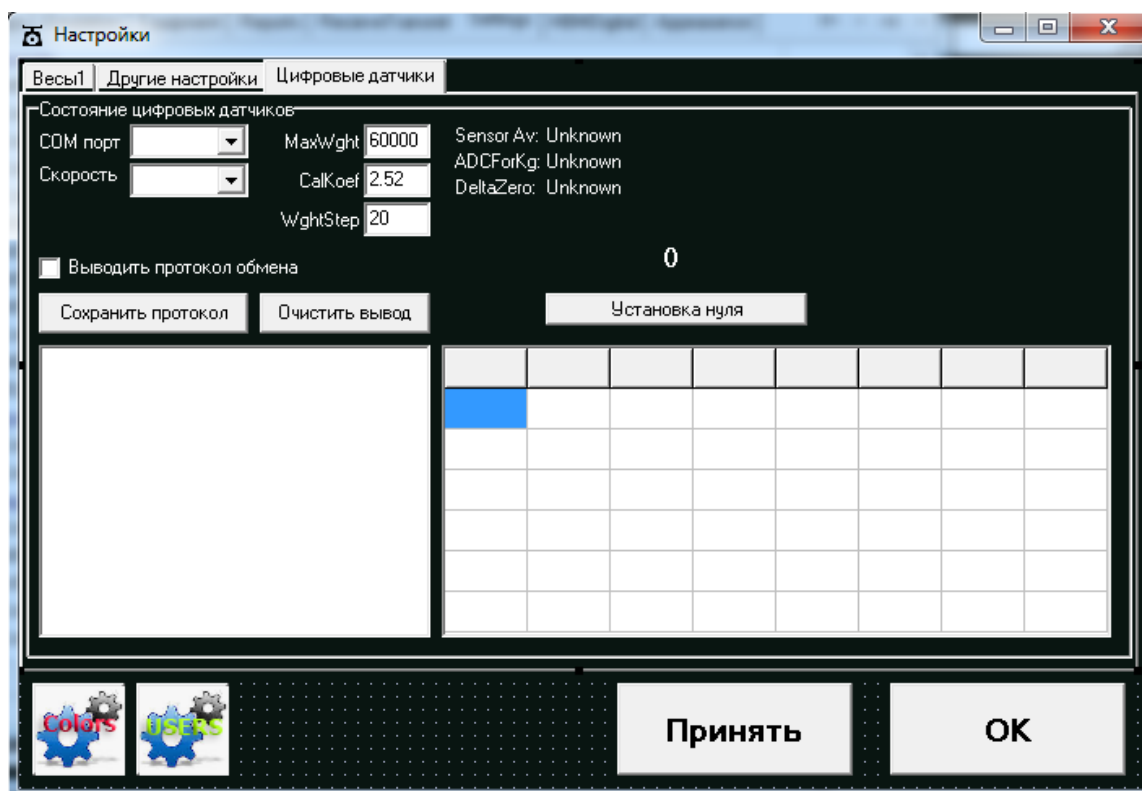 Настройки
Весы1 Другие настройки Цифровые датчики
Состояние цифровых датчиков
COM порт MaxWght 60000 Sensor Av: Unknown
ADCForKg: Unknown
Скорость CalKoef 2.52 DeltaZero: Unknown
WghtStep 20
0
Выводить протокол обмена
Сохранить протокол Очистить вывод Установка нуля
Colors USERS Принять OK